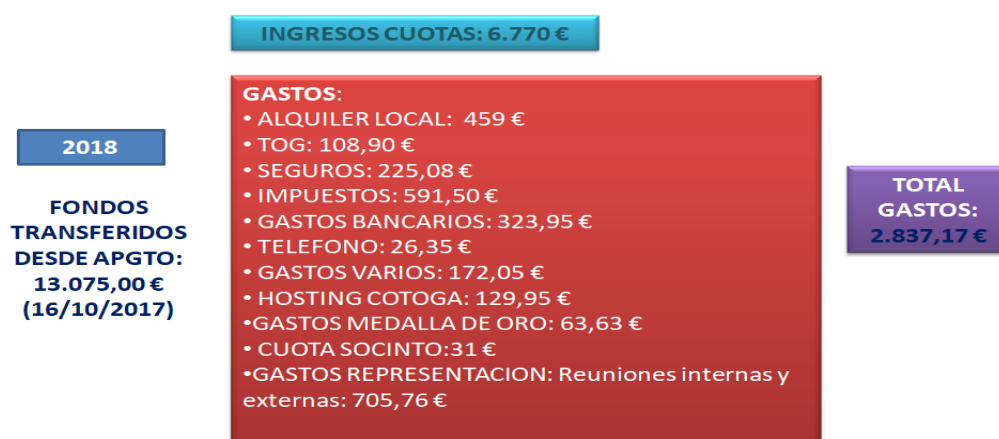 INGRESOS CUOTAS: 6.770 €
2018
FONDOS
TRANSFERIDOS
DESDE APGTO:
13.075,00 €
(16/10/2017)
GASTOS:
• ALQUILER LOCAL: 459 €
• TOG: 108,90 €
• SEGUROS: 225,08 €
• IMPUESTOS: 591,50 €
• GASTOS BANCARIOS: 323,95 €
• TELEFONO: 26,35 €
• GASTOS VARIOS: 172,05 €
• HOSTING COTOGA: 129,95 €
•GASTOS MEDALLA DE ORO: 63,63 €
• CUOTA SOCINTO:31 €
•GASTOS REPRESENTACION: Reuniones internas y
externas: 705,76 €
TOTAL
GASTOS:
2.837,17 €